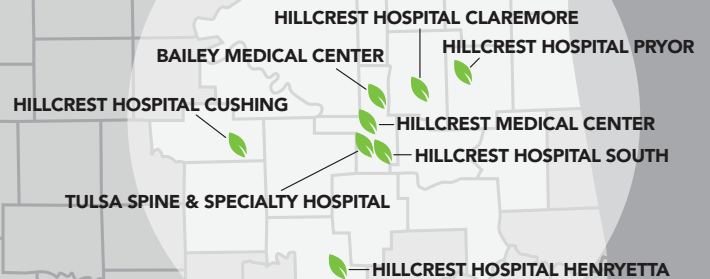 HILLCREST HOSPITAL CLAREMORE
HILLCREST HOSPITAL PRYOR
BAILEY MEDICAL CENTER
HILLCREST HOSPITAL CUSHING
HILLCREST MEDICAL CENTER
HILLCREST HOSPITAL SOUTH
TULSA SPINE & SPECIALTY HOSPITAL
HILLCREST HOSPITAL HENRYETTA